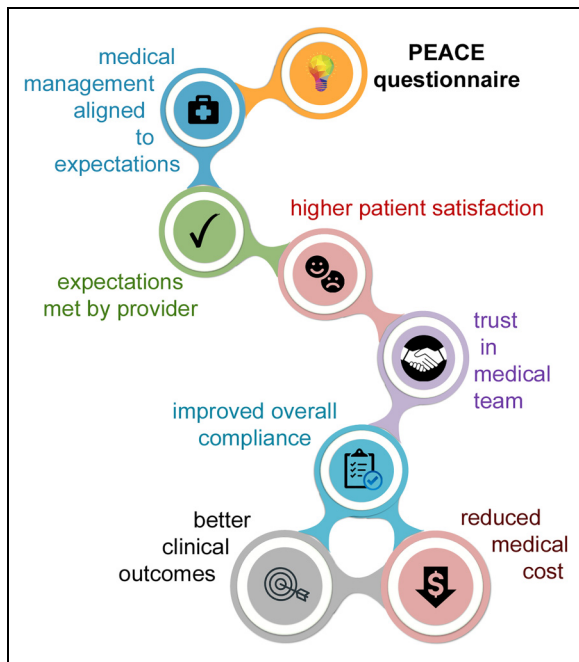 PEACE
questionnaire
medical
management
aligned
to
expectations
expectations
met by provider
higher patient satisfaction
trust
in
medical
team
improved overall
compliance
better
clinical
outcomes
reduced
medical
cost
$